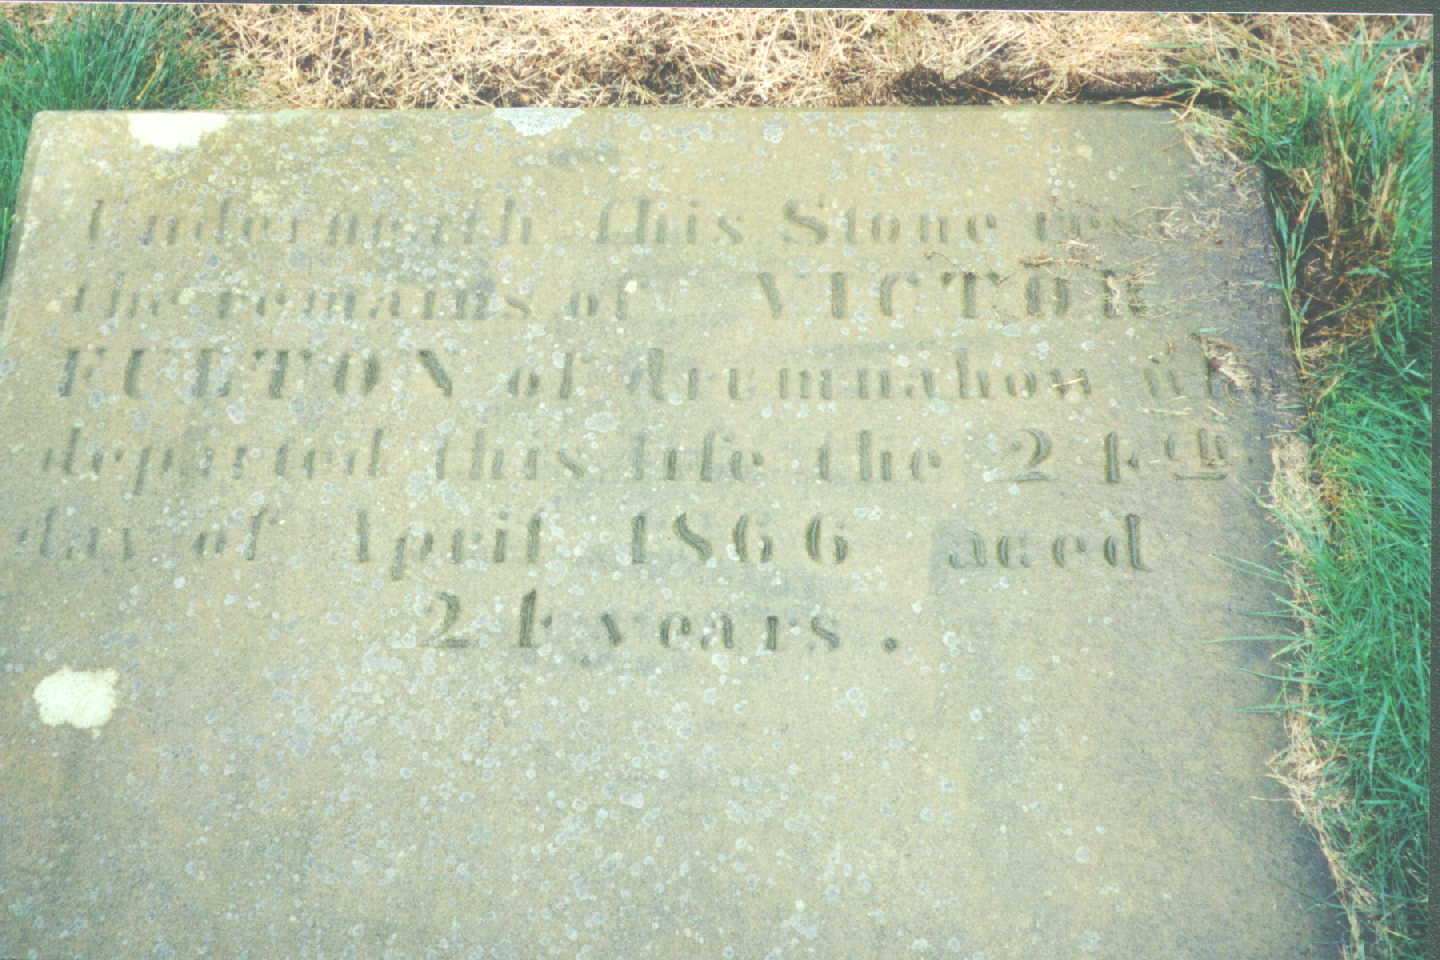 Underneath this Stone rest
the remains of VICTOR
FULTON of drumnahow who
departed this life the 24th
day of April 1866 aged
24 years.